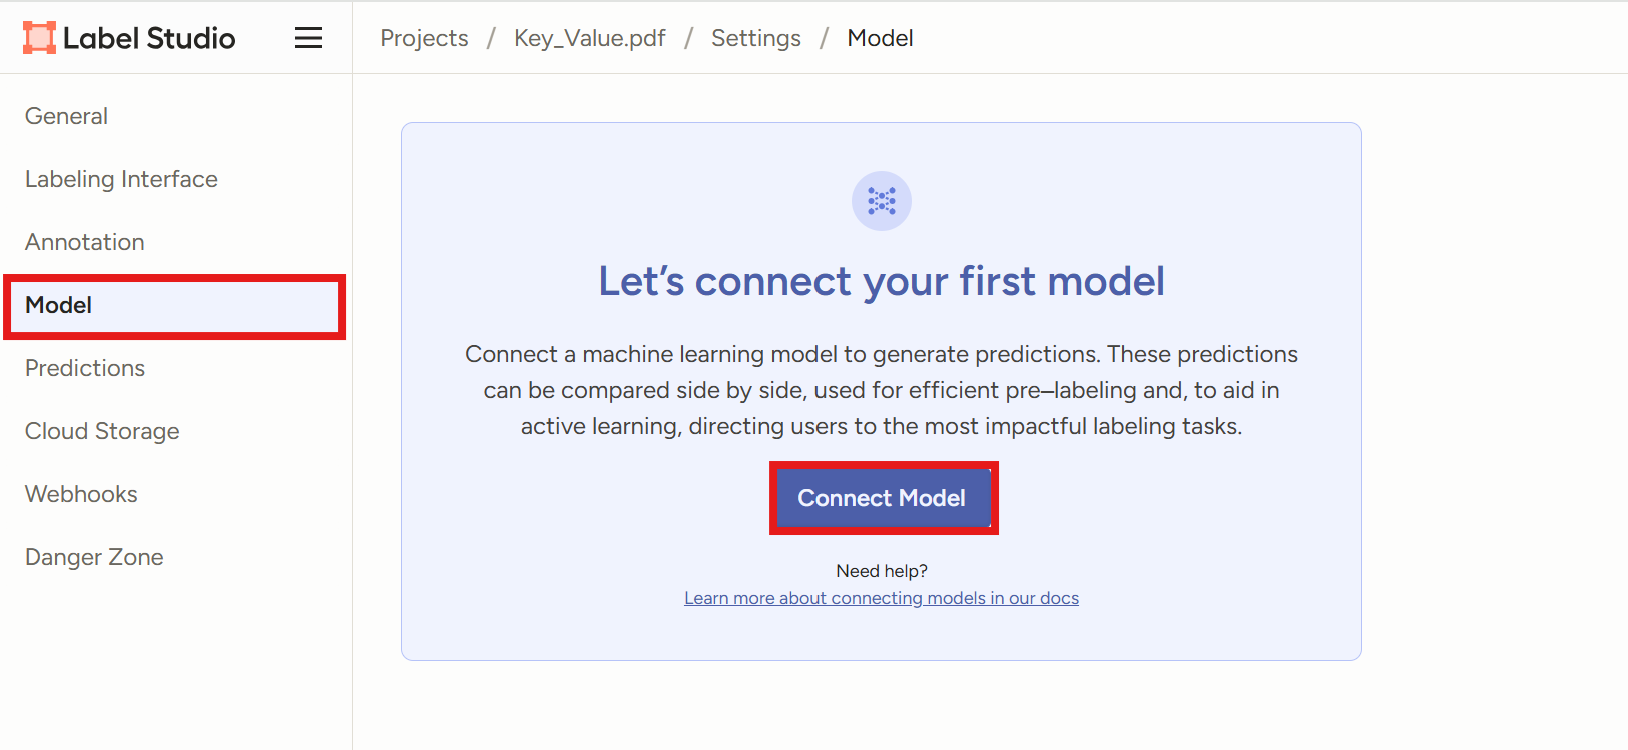 Label Studio
Projects / Key_Value.pdf / Settings / Model
General
Labeling Interface
Annotation
Model
Predictions
Cloud Storage
Webhooks
Danger Zone
Let’s connect your first model
Connect a machine learning model to generate predictions. These predictions
can be compared side by side, used for efficient pre–labeling and, to aid in
active learning, directing users to the most impactful labeling tasks.
Connect Model
Need help?
Learn more about connecting models in our docs